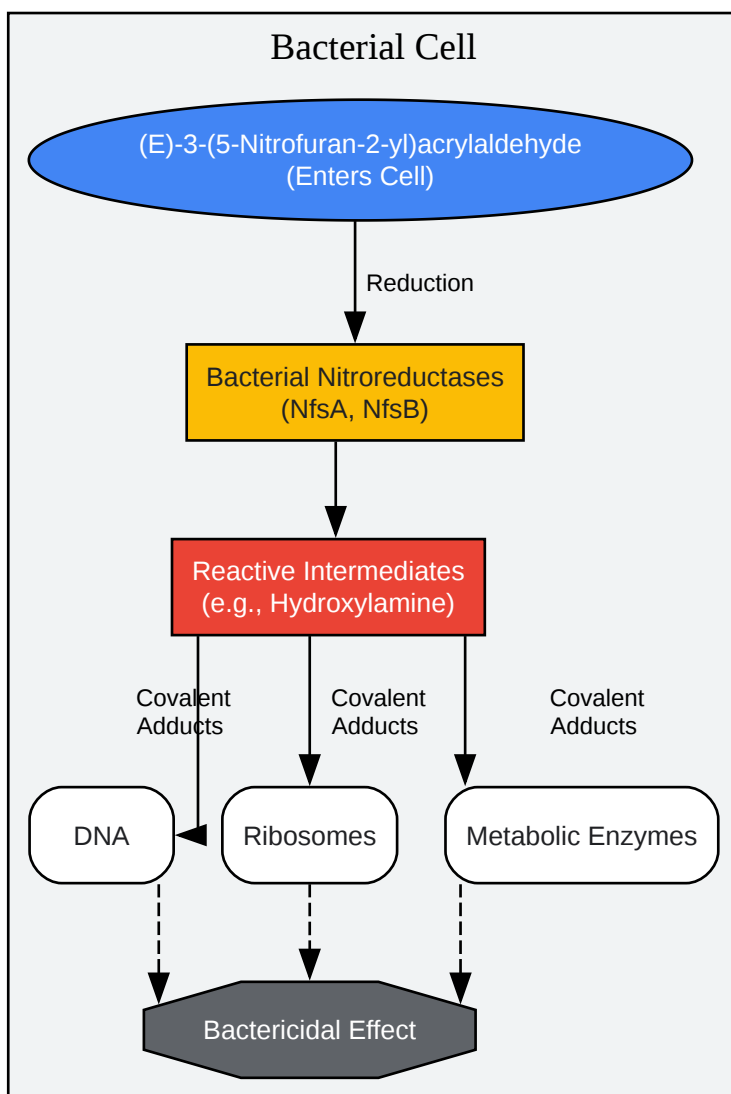 Bacterial Cell
(E)-3-(5-Nitrofuran-2-yl)acrylaldehyde
(Enters Cell)
Reduction
Bacterial Nitroreductases
(NfsA, NfsB)
Reactive Intermediates
(e.g., Hydroxylamine)
Covalent
Adducts
Covalent
Adducts
Covalent
Adducts
DNA
Ribosomes
Metabolic Enzymes
Bactericidal Effect